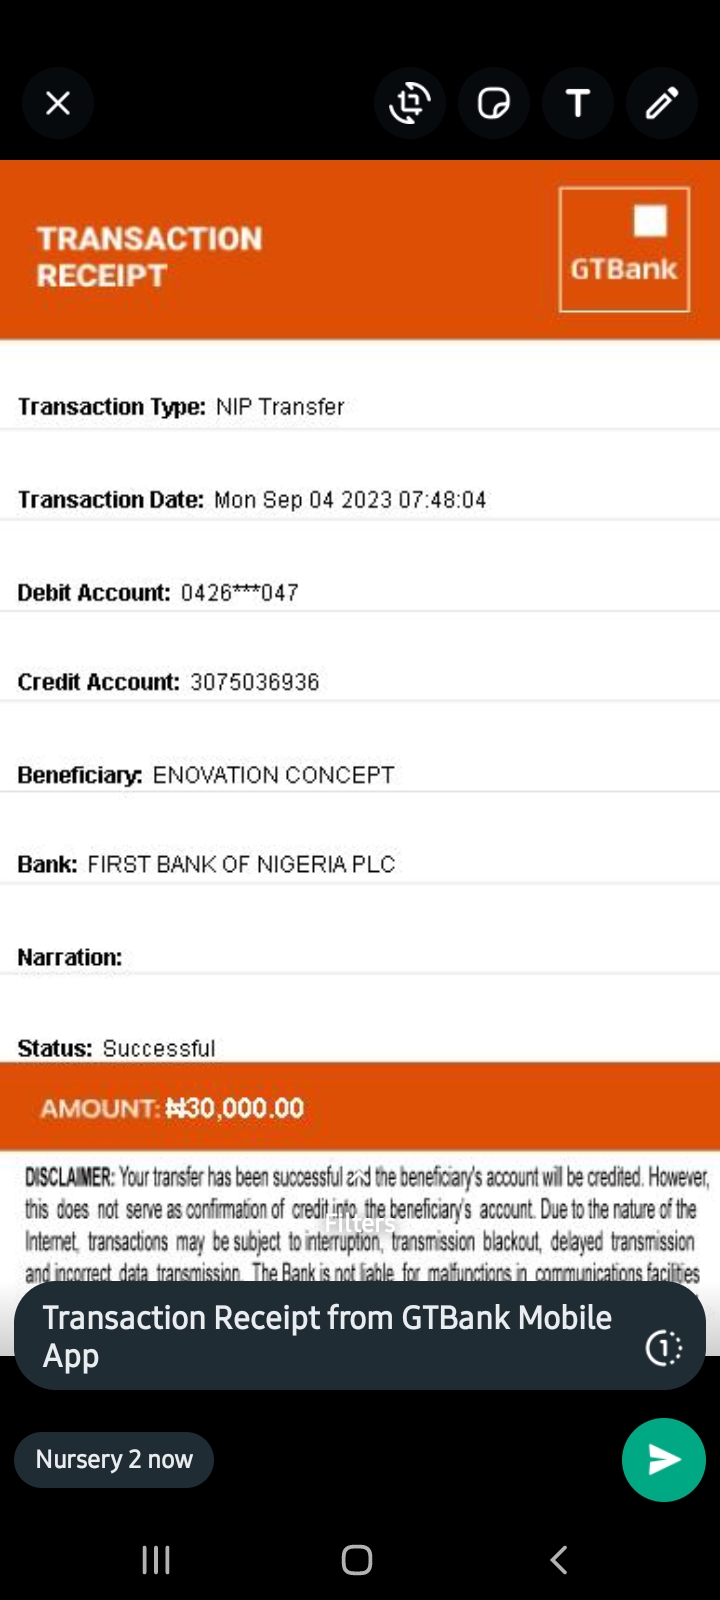 TRANSACTION
RECEIPT
GTBank
Transaction Type: NIP Transfer
Transaction Date: Mon Sep 04 2023 07:48:04
Debit Account: 0426***047
Credit Account: 3075036936
Beneficiary: ENOVATION CONCEPT
Bank: FIRST BANK OF NIGERIA PLC
Narration:
Status: Successful
AMOUNT: ₦30,000.00
DISCLAIMER: Your transfer has been successful and the beneficiary's account will be credited. However,
this does not serve as confirmation of credit into the beneficiary's account. Due to the nature of the
Filters
Internet, transactions may be subject to interruption, transmission blackout, delayed transmission
and incorrect data transmission. The Bank is not liable for malfunctions in communications facilities
Transaction Receipt from GTBank Mobile
App
Nursery 2 now